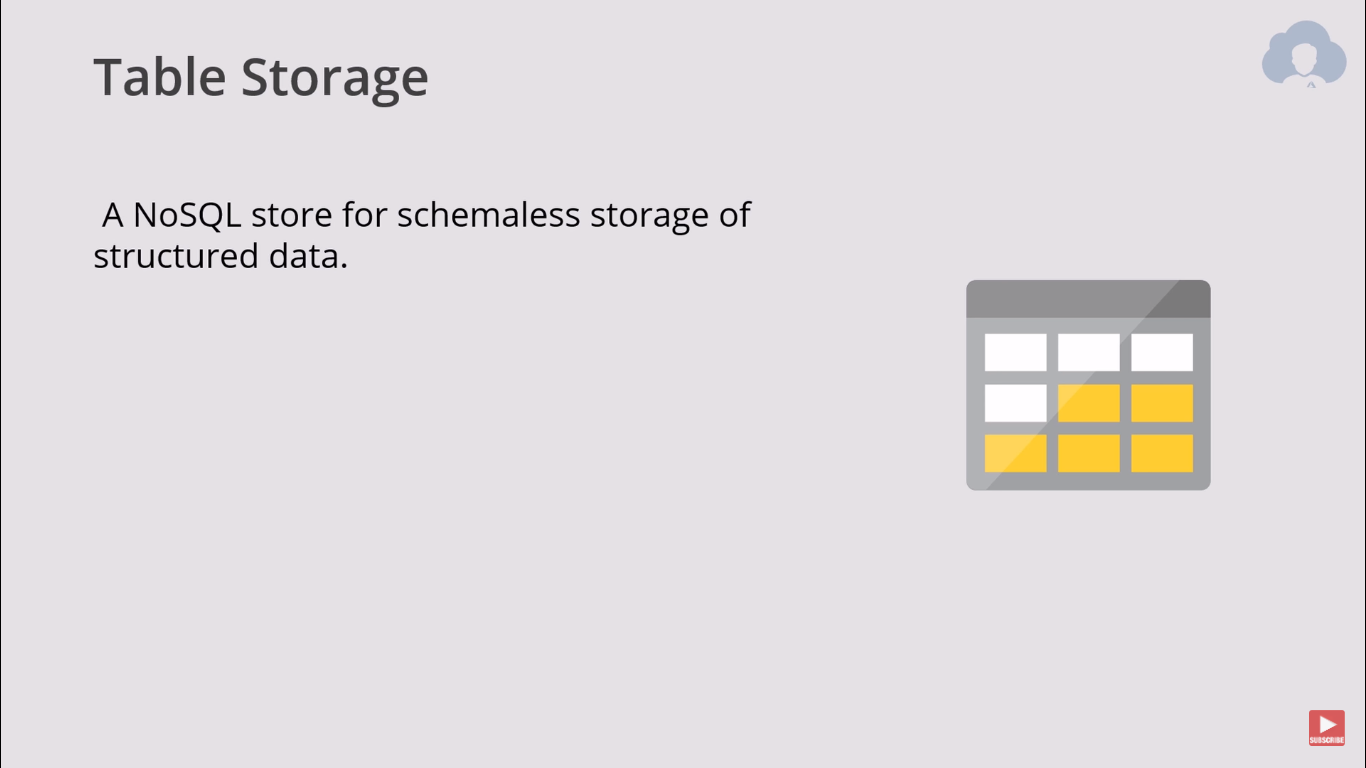 Table Storage
A NoSQL store for schemaless storage of
structured data.
SUBSCRIBE